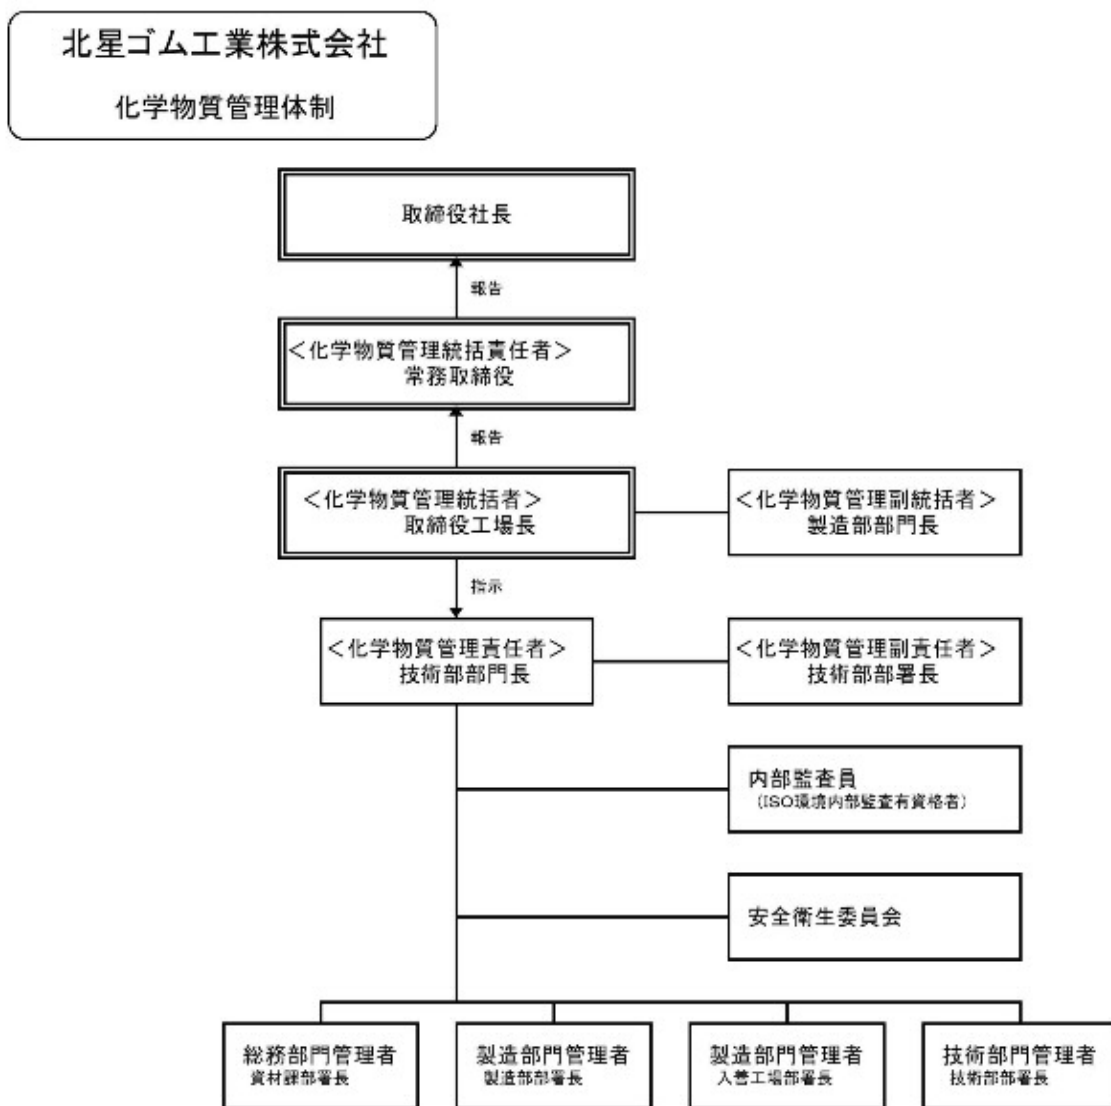 北星ゴム工業株式会社
化学物質管理体制
取締役社長
報告
＜化学物質管理統括責任者＞
常務取締役
報告
＜化学物質管理統括者＞
取締役工場長
＜化学物質管理副統括者＞
製造部部門長
指示
＜化学物質管理責任者＞
技術部部門長
＜化学物質管理副責任者＞
技術部部署長
内部監査員
（ISO環境内部監査有資格者）
安全衛生委員会
総務部門管理者
資材課部署長
製造部門管理者
製造部部署長
製造部門管理者
入善工場部署長
技術部門管理者
技術部部署長